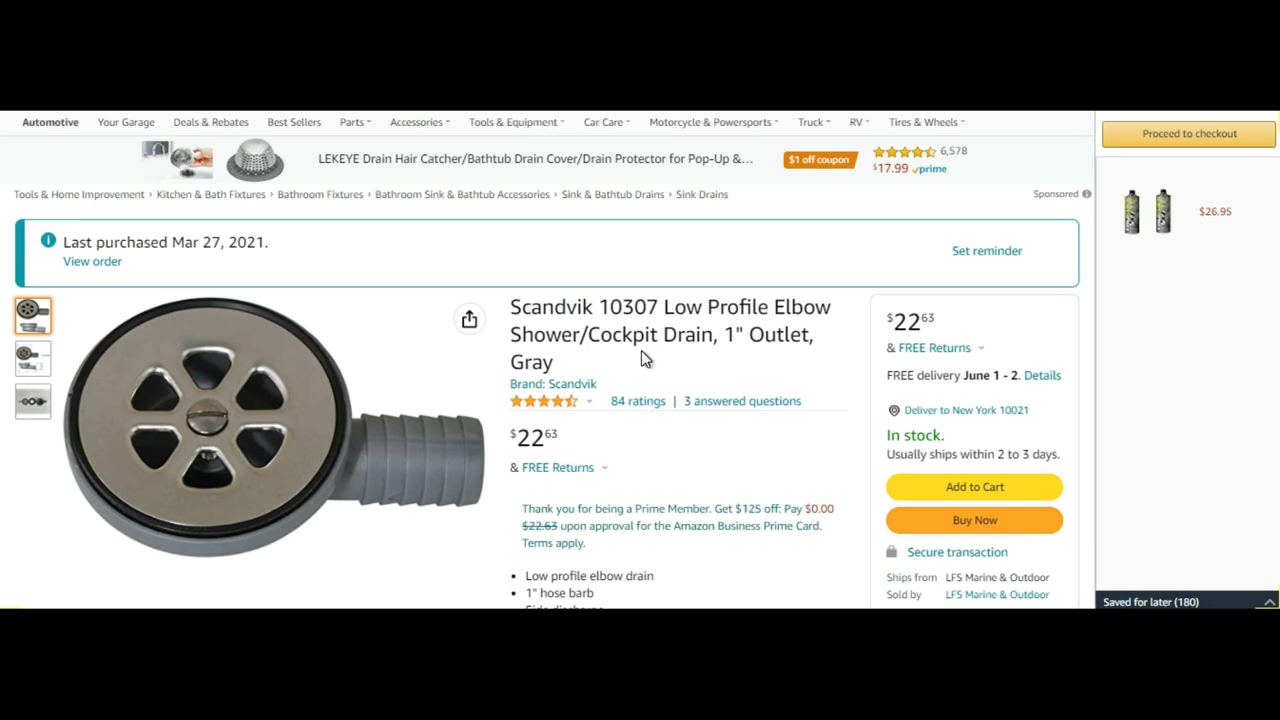 Automotive Your Garage Deals & Rebates Best Sellers Parts Accessories Tools & Equipment Car Care Motorcycle & Powersports Truck RV Tires & Wheels
Proceed to checkout
LEKEYE Drain Hair Catcher/Bathtub Drain Cover/Drain Protector for Pop-Up &...
$1 off coupon
6,578
$17.99 prime
Tools & Home Improvement › Kitchen & Bath Fixtures › Bathroom Fixtures › Bathroom Sink & Bathtub Accessories › Sink & Bathtub Drains › Sink Drains
Sponsored
$26.95
Last purchased Mar 27, 2021.
View order
Set reminder
Scandvik 10307 Low Profile Elbow
Shower/Cockpit Drain, 1" Outlet,
Gray
Brand: Scandvik
84 ratings | 3 answered questions
$22 63
& FREE Returns
Thank you for being a Prime Member. Get $125 off: Pay $0.00
$22.63 upon approval for the Amazon Business Prime Card.
Terms apply.
• Low profile elbow drain
• 1" hose barb
$22 63
& FREE Returns
FREE delivery June 1 - 2. Details
Deliver to New York 10021
In stock.
Usually ships within 2 to 3 days.
Add to Cart
Buy Now
Secure transaction
Ships from LFS Marine & Outdoor
Sold by LFS Marine & Outdoor
Saved for later (180)